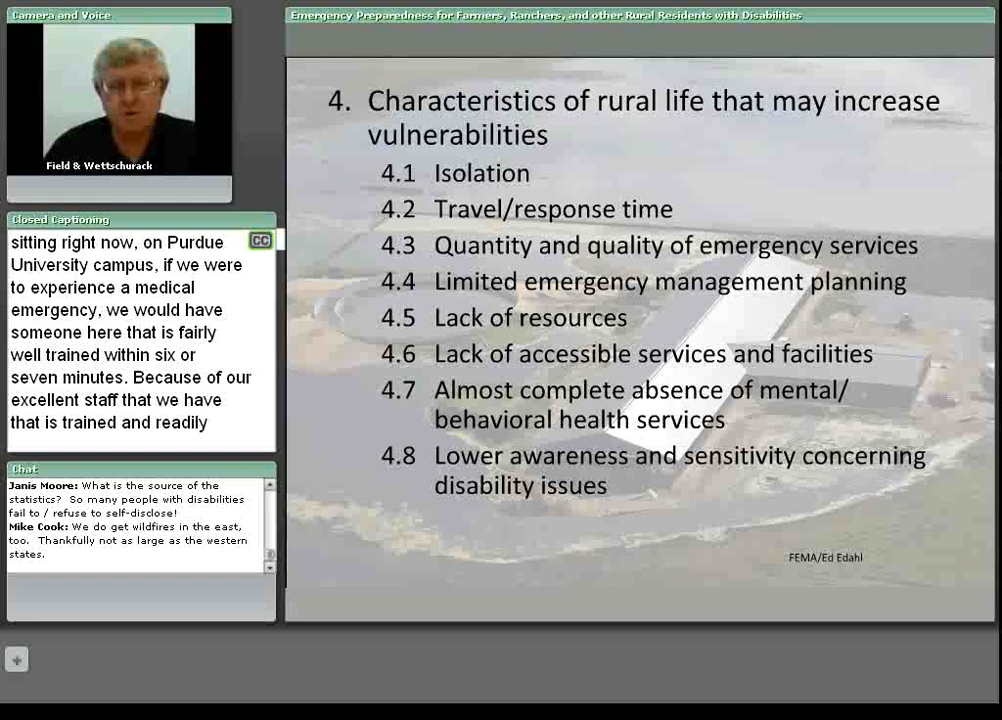 Camera and Voice
Field & Wettschurack
Closed Captioning
CC
sitting right now, on Purdue
University campus, if we were
to experience a medical
emergency, we would have
someone here that is fairly
well trained within six or
seven minutes. Because of our
excellent staff that we have
that is trained and readily
Chat
Janis Moore: What is the source of the
statistics?  So many people with disabilities
fail to / refuse to self-disclose!
Mike Cook: We do get wildfires in the east,
too.  Thankfully not as large as the western
states.
Emergency Preparedness for Farmers, Ranchers, and other Rural Residents with Disabilities
4. Characteristics of rural life that may increase
vulnerabilities
4.1 Isolation
4.2 Travel/response time
4.3 Quantity and quality of emergency services
4.4 Limited emergency management planning
4.5 Lack of resources
4.6 Lack of accessible services and facilities
4.7 Almost complete absence of mental/
behavioral health services
4.8 Lower awareness and sensitivity concerning
disability issues
FEMA/Ed Edahl